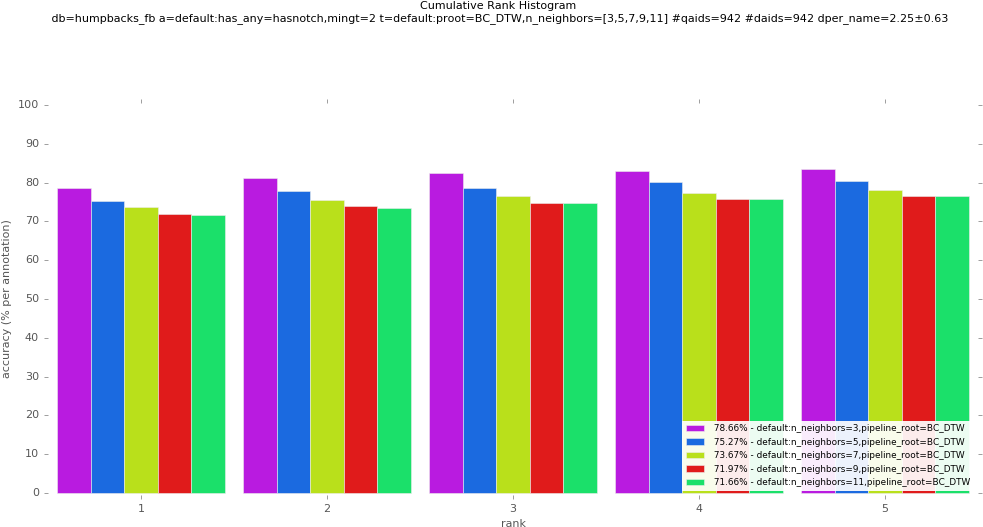 Cumulative Rank Histogram
db=humpbacks_fb a=default:has_any=hasnotch,mingt=2 t=default:proot=BC_DTW,n_neighbors=[3,5,7,9,11] #qaids=942 #daids=942 dper_name=2.25±0.63
100
90
80
70
60
50
40
30
20
10
0
accuracy (% per annotation)
78.66% - default:n_neighbors=3,pipeline_root=BC_DTW
75.27% - default:n_neighbors=5,pipeline_root=BC_DTW
73.67% - default:n_neighbors=7,pipeline_root=BC_DTW
71.97% - default:n_neighbors=9,pipeline_root=BC_DTW
71.66% - default:n_neighbors=11,pipeline_root=BC_DTW
1 2 3 4 5
rank